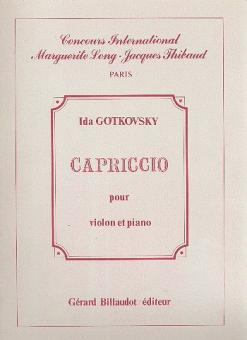 Concours International
Marguerite Long - Jacques Thibaud
PARIS
Ida GOTKOVSKY
CAPRICCIO
pour
violon et piano
Gérard Billaudot / éditeur